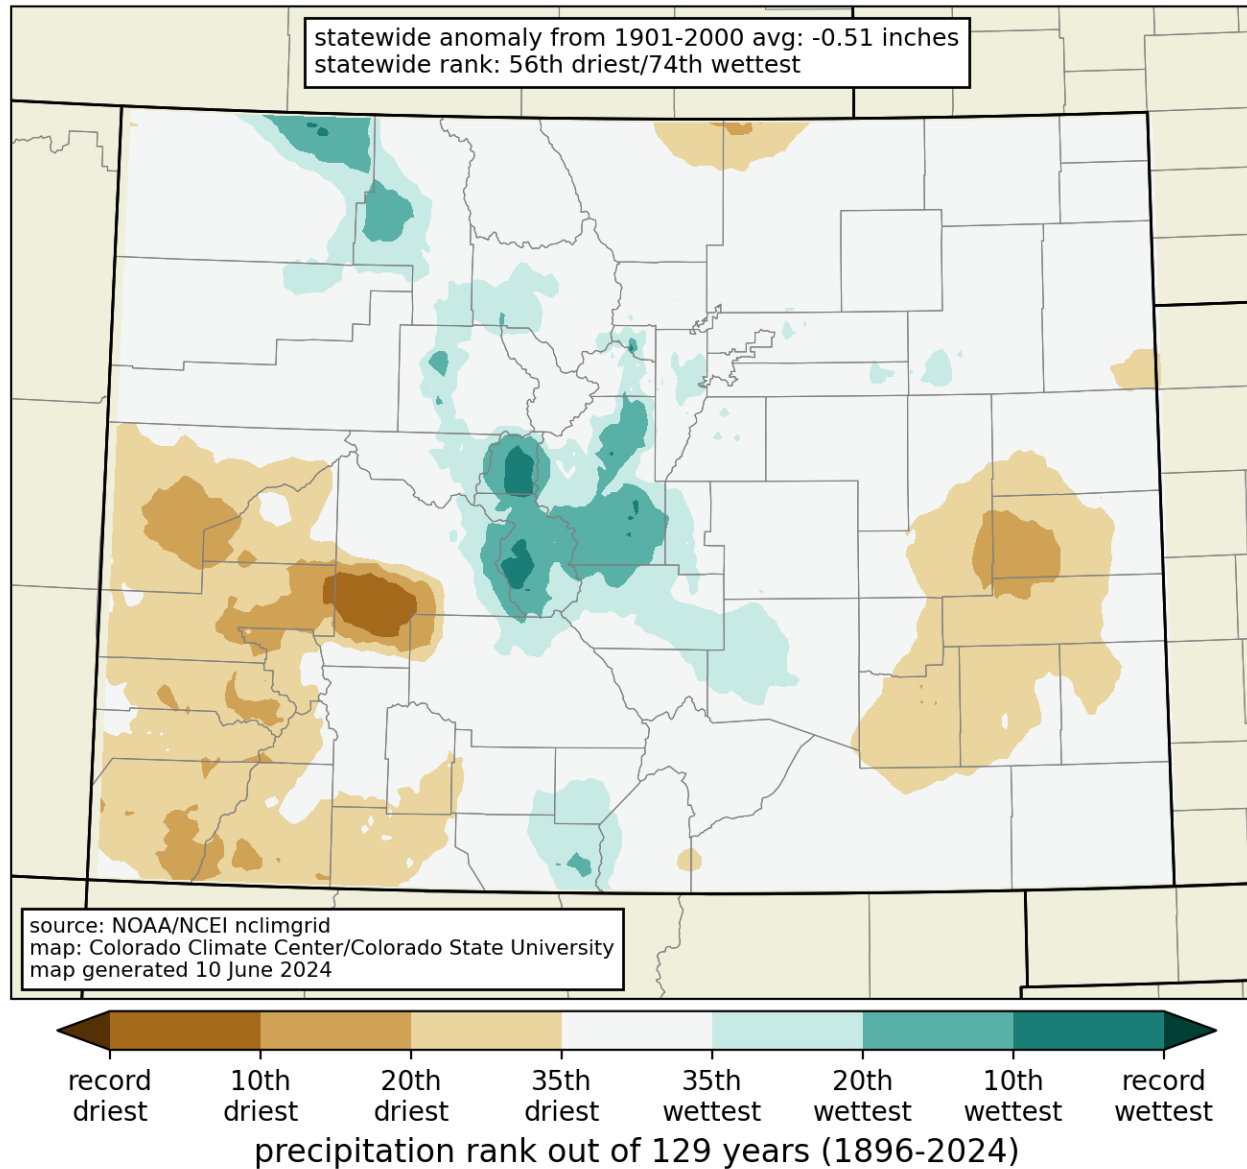 statewide anomaly from 1901-2000 avg: -0.51 inches
statewide rank: 56th driest/74th wettest
source: NOAA/NCEI nclimgrid
map: Colorado Climate Center/Colorado State University
map generated 10 June 2024
record driest
10th driest
20th driest
35th driest
35th wettest
20th wettest
10th wettest
record wettest
precipitation rank out of 129 years (1896-2024)